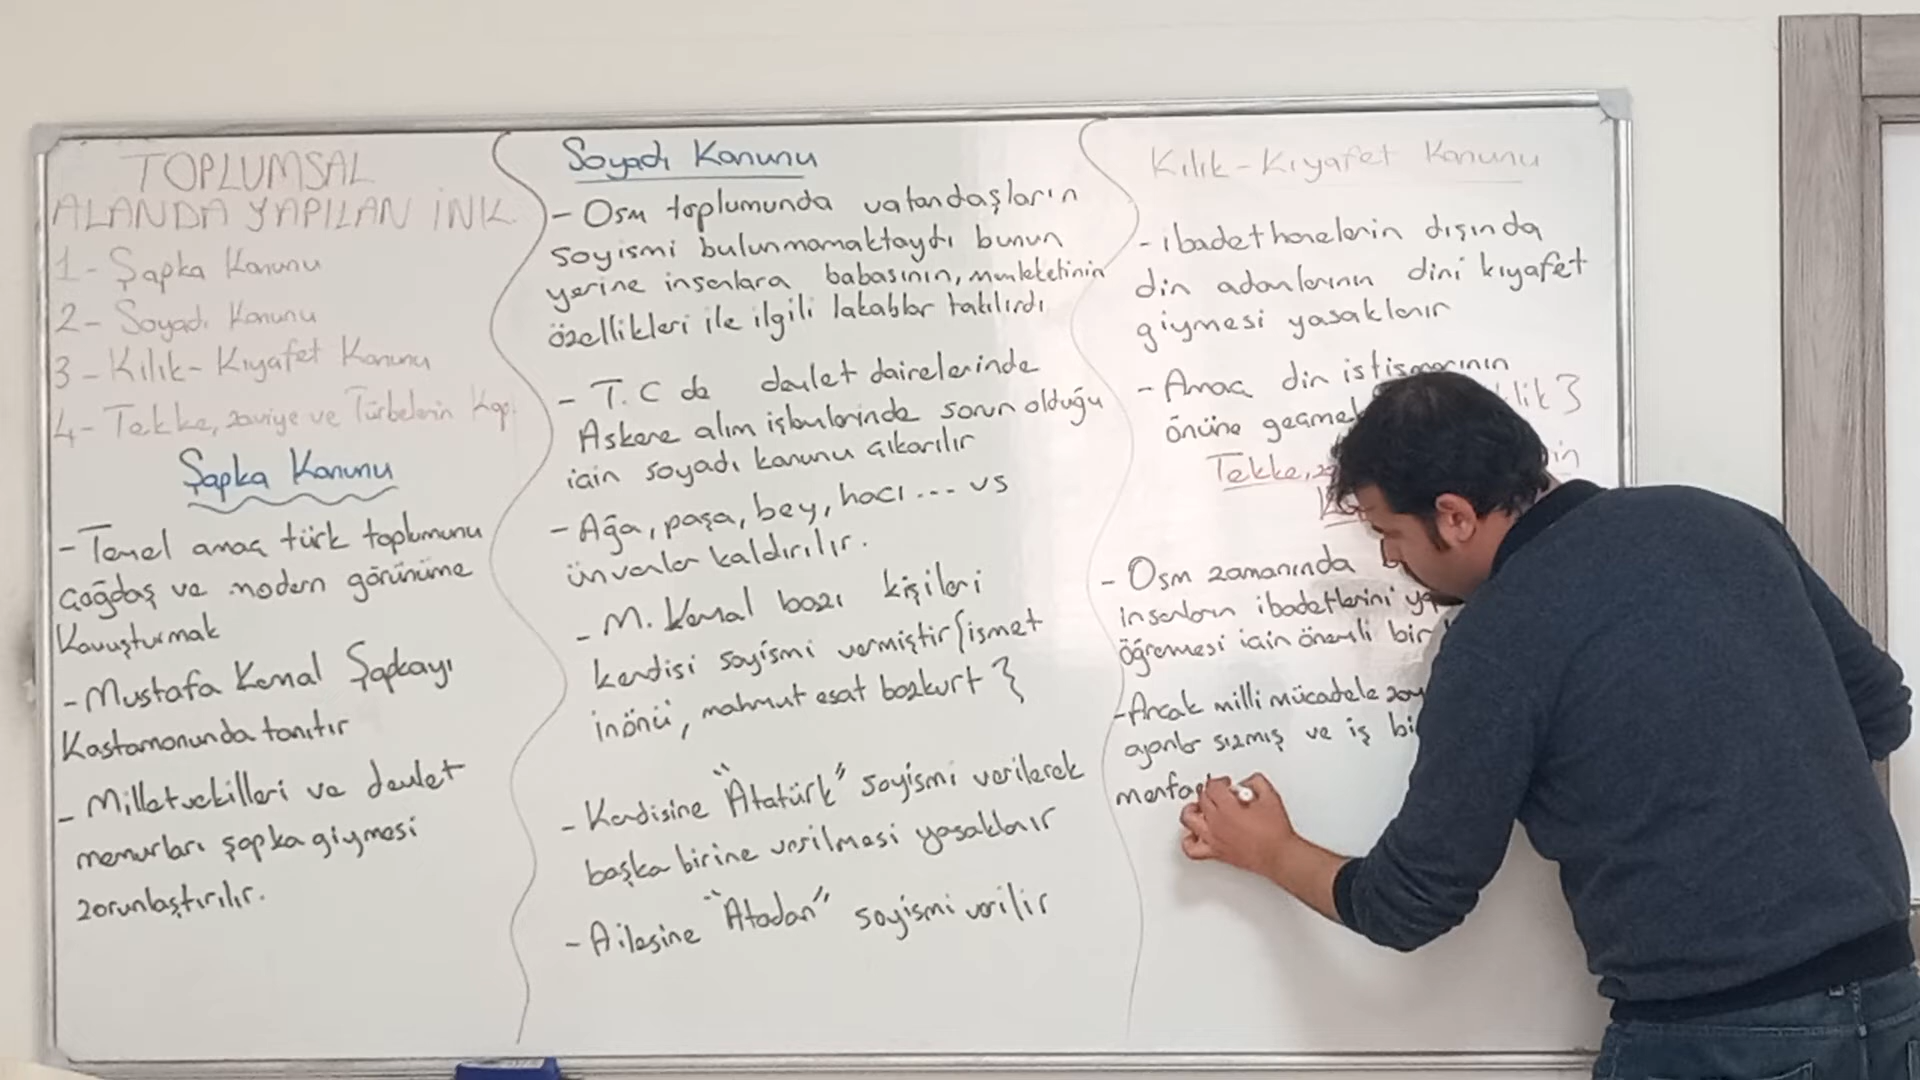 TOPLUMSAL
ALANDA YAPILAN İNK.
1- Şapka Kanunu
2- Soyadı Kanunu
3- Kılık-Kıyafet Kanunu
4- Tekke, zaviye ve Türbelerin Kap.
Şapka Kanunu
- Temel amaç türk toplumunu
çağdaş ve modern görünüme
Kavuşturmak
- Mustafa Kemal Şapkayı
Kastamonunda tanıtır
- Milletvekilleri ve devlet
memurları şapka giymesi
zorunlaştırılır.
Soyadı Kanunu
- Osm toplumunda vatandaşların
soyismi bulunmamaktaydı bunun
yerine insanlara babasının, memleketinin
özellikleri ile ilgili lakablar takılırdı
- T.C de devlet dairelerinde
Askere alım işlemlerinde sorun olduğu
için soyadı kanunu çıkarılır
- Ağa, paşa, bey, hacı... vs
ünvanlar kaldırılır.
- M. Kemal bazı kişileri
kendisi soyismi vermiştir {ismet
inönü, mahmut esat bozkurt }
- Kendisine "Atatürk" soyismi verilerek
başka birine verilmesi yasaklanır
- Ailesine "Atadan" soyismi verilir
Kılık-Kıyafet Kanunu
- ibadethanelerin dışında
din adamlarının dini kıyafet
giymesi yasaklanır
- Amaç din istismarının
önüne geçmek
Tekke,
- Osm zamanında
insanların ibadetlerini
öğrenmesi için önemli bir
- Ancak milli mücadele
ajanlar sızmış ve iş